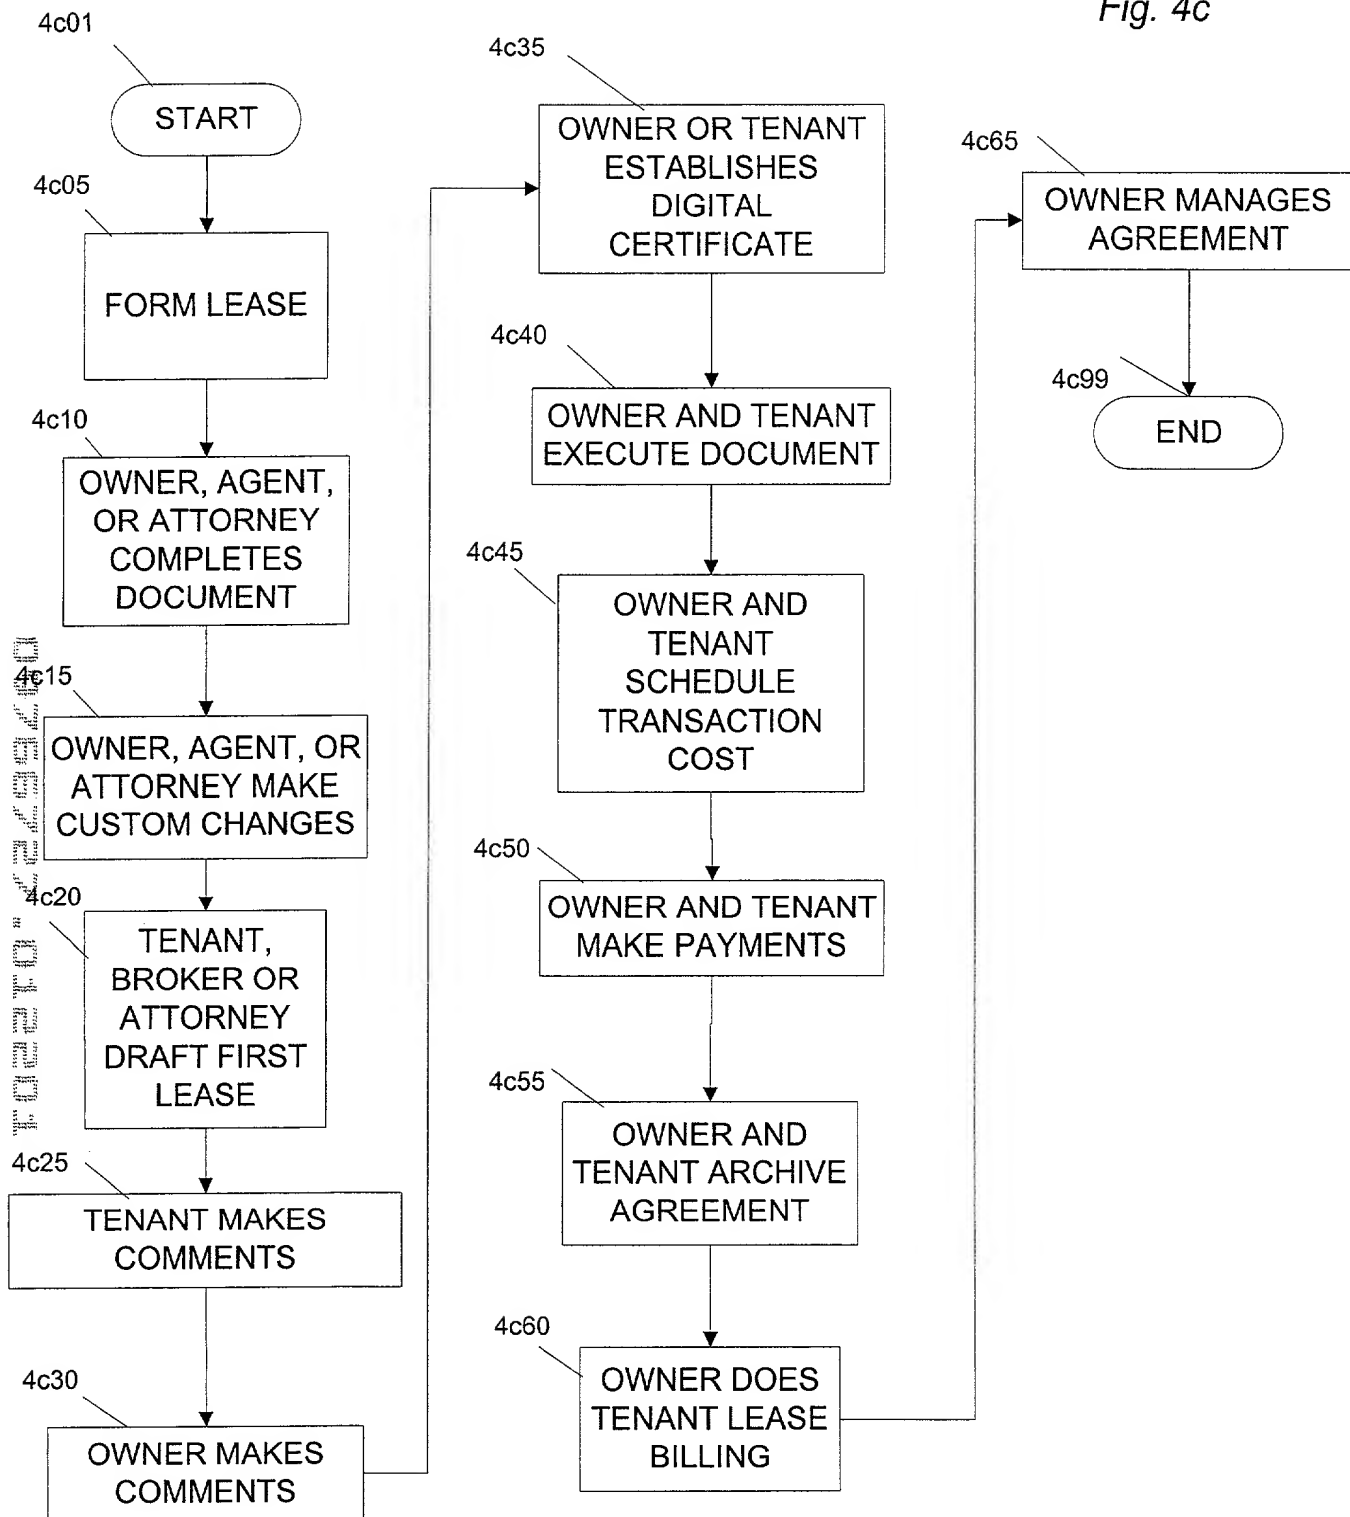 Fig. 4c
4c01
START
4c05
FORM LEASE
4c10
OWNER, AGENT,
OR ATTORNEY
COMPLETES
DOCUMENT
4c15
OWNER, AGENT, OR
ATTORNEY MAKE
CUSTOM CHANGES
4c20
TENANT,
BROKER OR
ATTORNEY
DRAFT FIRST
LEASE
4c25
TENANT MAKES
COMMENTS
4c30
OWNER MAKES
COMMENTS
4c35
OWNER OR TENANT
ESTABLISHES
DIGITAL
CERTIFICATE
4c40
OWNER AND TENANT
EXECUTE DOCUMENT
4c45
OWNER AND
TENANT
SCHEDULE
TRANSACTION
COST
4c50
OWNER AND TENANT
MAKE PAYMENTS
4c55
OWNER AND
TENANT ARCHIVE
AGREEMENT
4c60
OWNER DOES
TENANT LEASE
BILLING
4c65
OWNER MANAGES
AGREEMENT
4c99
END